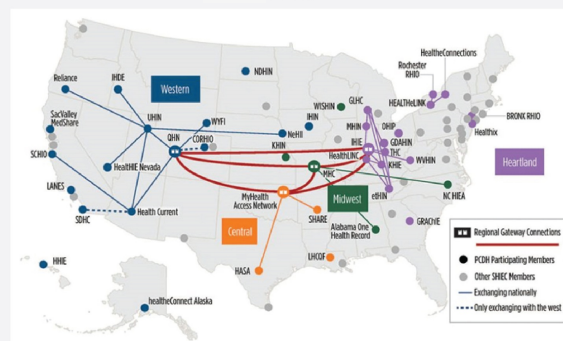 HealtheConnections
Rochester
RHIO
Reliance
IHDE
Western
NDHIN
GLHC
HEALTHeLINK
WISHIN
SacValley
MedShare
UHIN
WYFI
IHIN
MHIN
OHIP
BRONX RHIO
Healthix
QHN
CORHIO
NeHII
KHIN
IHIE
HealthLINC
GDAHIN
THC
KHIE
WVHIN
SCHIO
HealtHIE Nevada
Heartland
LANES
MyHealth
Access Network
MHC
etHIN
NC HIEA
SDHC
Health Current
Midwest
Central
SHARE
Alabama One
Health Record
GRAChIE
HHIE
HASA
LHCOF
healtheConnect Alaska
Regional Gateway Connections
PCDH Participating Members
Other SHIEC Members
Exchanging nationally
Only exchanging with the west